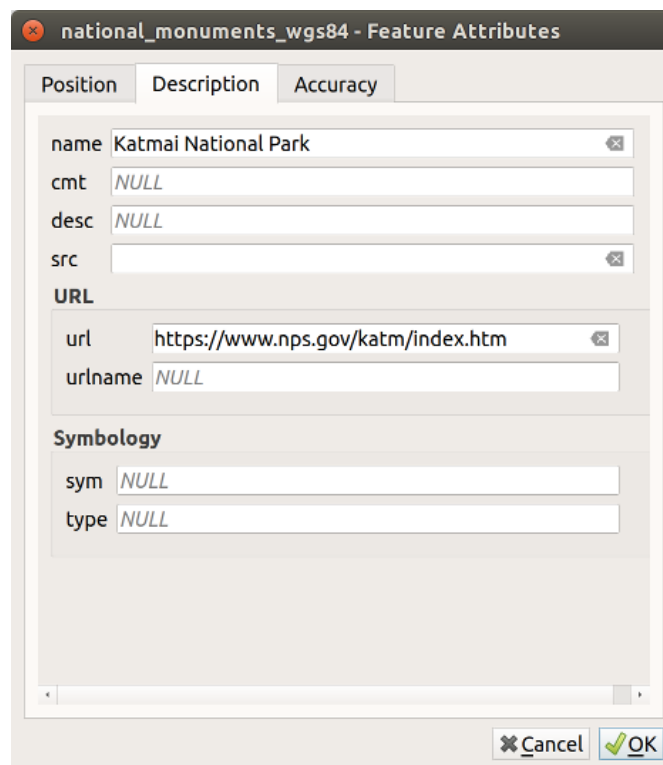 national_monuments_wgs84 - Feature Attributes
Position Description Accuracy
name Katmai National Park
cmt NULL
desc NULL
src
URL
url https://www.nps.gov/katm/index.htm
urlname NULL
Symbology
sym NULL
type NULL
Cancel OK